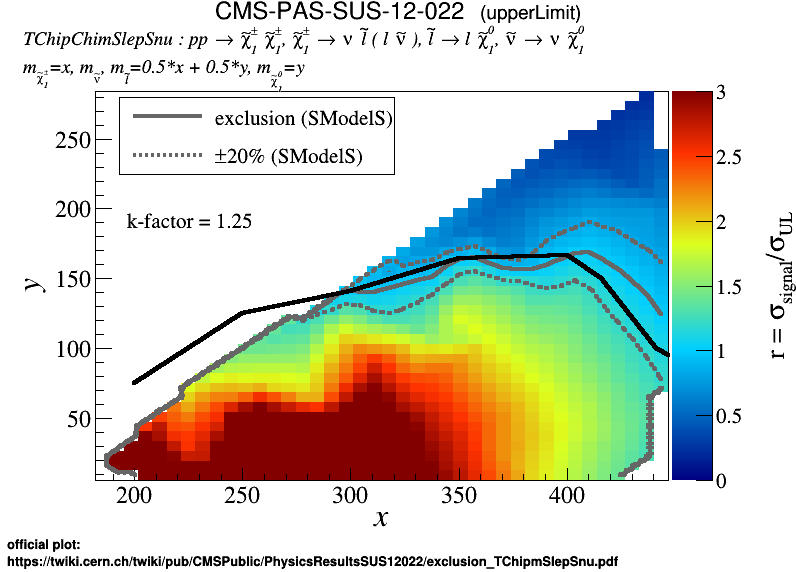 CMS-PAS-SUS-12-022 (upperLimit)
TChipChimSlepSnu : pp → χ̃₁± χ̃₁±, χ̃₁± → ν l̃ ( l ν̃ ), l̃ → l χ̃₁⁰, ν̃ → ν χ̃₁⁰
m_χ̃₁±=x, m_ν̃, m_l̃=0.5*x + 0.5*y, m_χ̃₁⁰=y
exclusion (SModelS)
±20% (SModelS)
k-factor = 1.25
250
200
150
100
50
y
200 250 300 350 400
x
3
2.5
2
1.5
1
0.5
0
r = σ_signal/σ_UL
official plot:
https://twiki.cern.ch/twiki/pub/CMSPublic/PhysicsResultsSUS12022/exclusion_TChipmSlepSnu.pdf